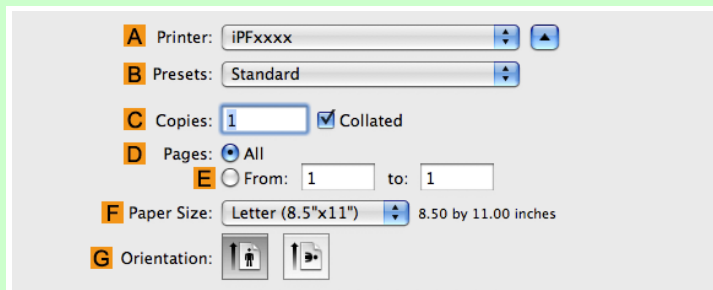 A Printer: iPFxxxx
B Presets: Standard
C Copies: 1 Collated
D Pages: All
E From: 1 to: 1
F Paper Size: Letter (8.5"x11") 8.50 by 11.00 inches
G Orientation: